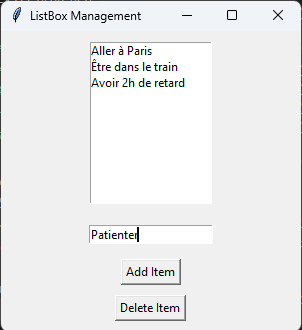 ListBox Management
Aller à Paris
Être dans le train
Avoir 2h de retard
Patienter
Add Item
Delete Item